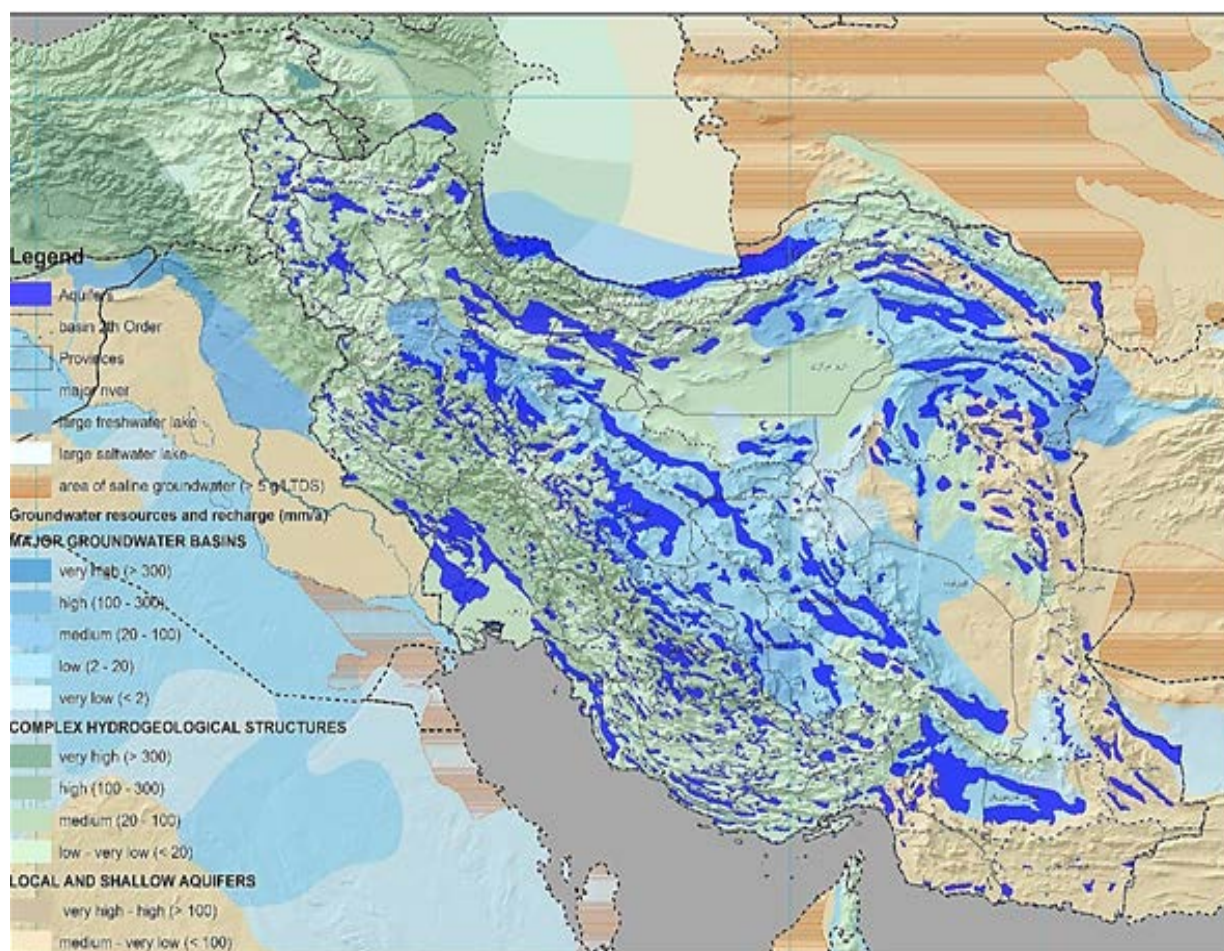 Legend
Aquifers
basin 2th Order
Provinces
major river
large freshwater lake
large saltwater lake
area of saline groundwater (> 5 g/LTDS)
Groundwater resources and recharge (mm/a)
MAJOR GROUNDWATER BASINS
very high (> 300)
high (100 - 300)
medium (20 - 100)
low (2 - 20)
very low (< 2)
COMPLEX HYDROGEOLOGICAL STRUCTURES
very high (> 300)
high (100 - 300)
medium (20 - 100)
low - very low (< 20)
LOCAL AND SHALLOW AQUIFERS
very high - high (> 100)
medium - very low (< 100)